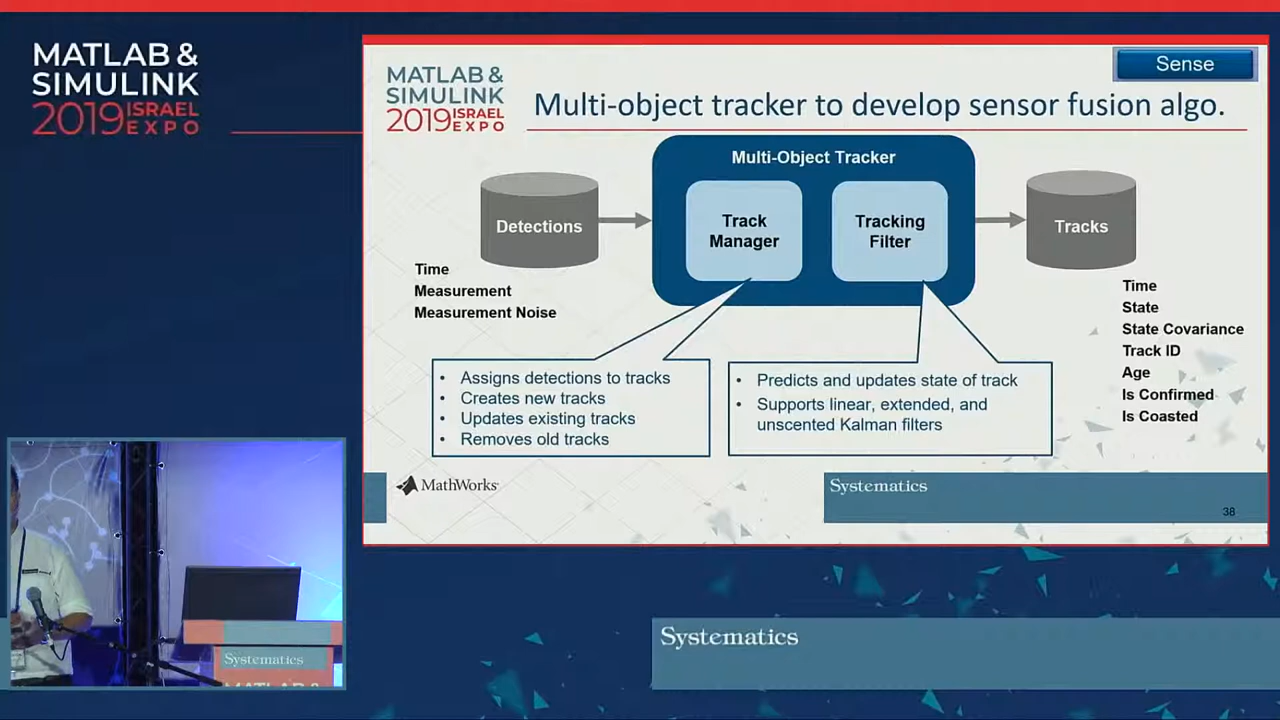 MATLAB &
SIMULINK
2019 ISRAEL
EXPO
MATLAB &
SIMULINK
2019 ISRAEL
EXPO
Sense
Multi-object tracker to develop sensor fusion algo.
Multi-Object Tracker
Detections
Track
Manager
Tracking
Filter
Tracks
Time
Measurement
Measurement Noise
Time
State
State Covariance
Track ID
Age
Is Confirmed
Is Coasted
• Assigns detections to tracks
• Creates new tracks
• Updates existing tracks
• Removes old tracks
• Predicts and updates state of track
• Supports linear, extended, and
unscented Kalman filters
MathWorks
Systematics
38
Systematics
MATLAB &
Systematics